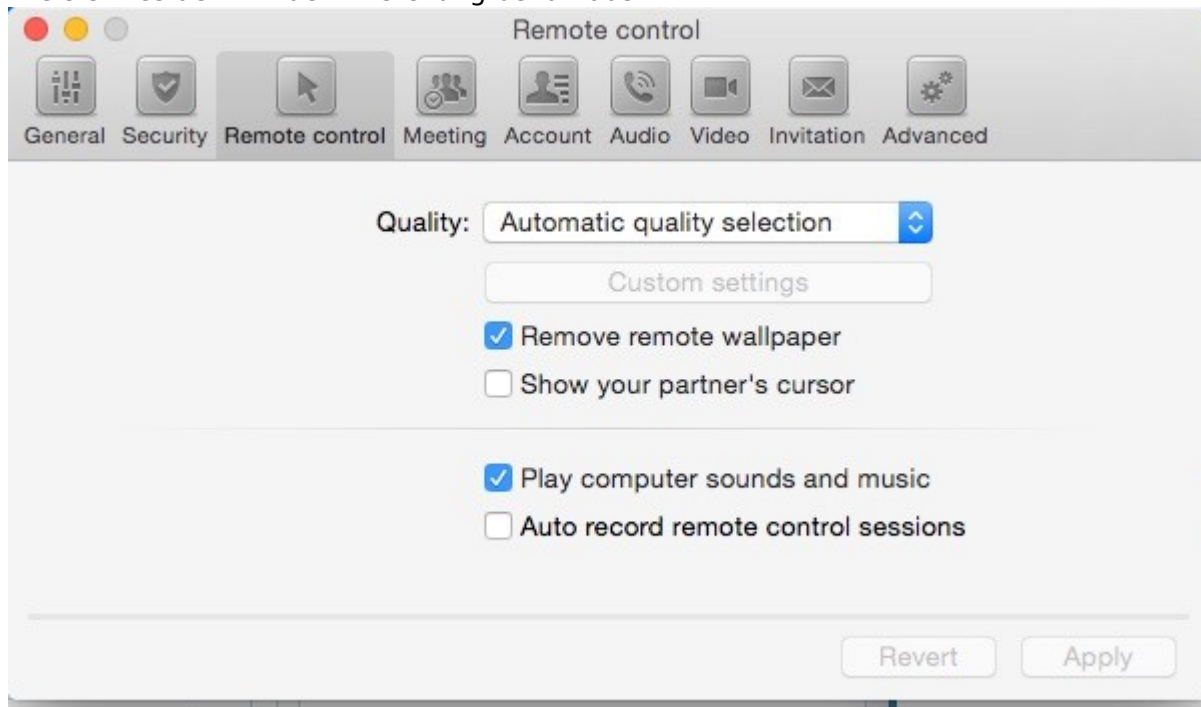 Remote control
General Security Remote control Meeting Account Audio Video Invitation Advanced
Quality: Automatic quality selection
Custom settings
Remove remote wallpaper
Show your partner's cursor
Play computer sounds and music
Auto record remote control sessions
Revert Apply